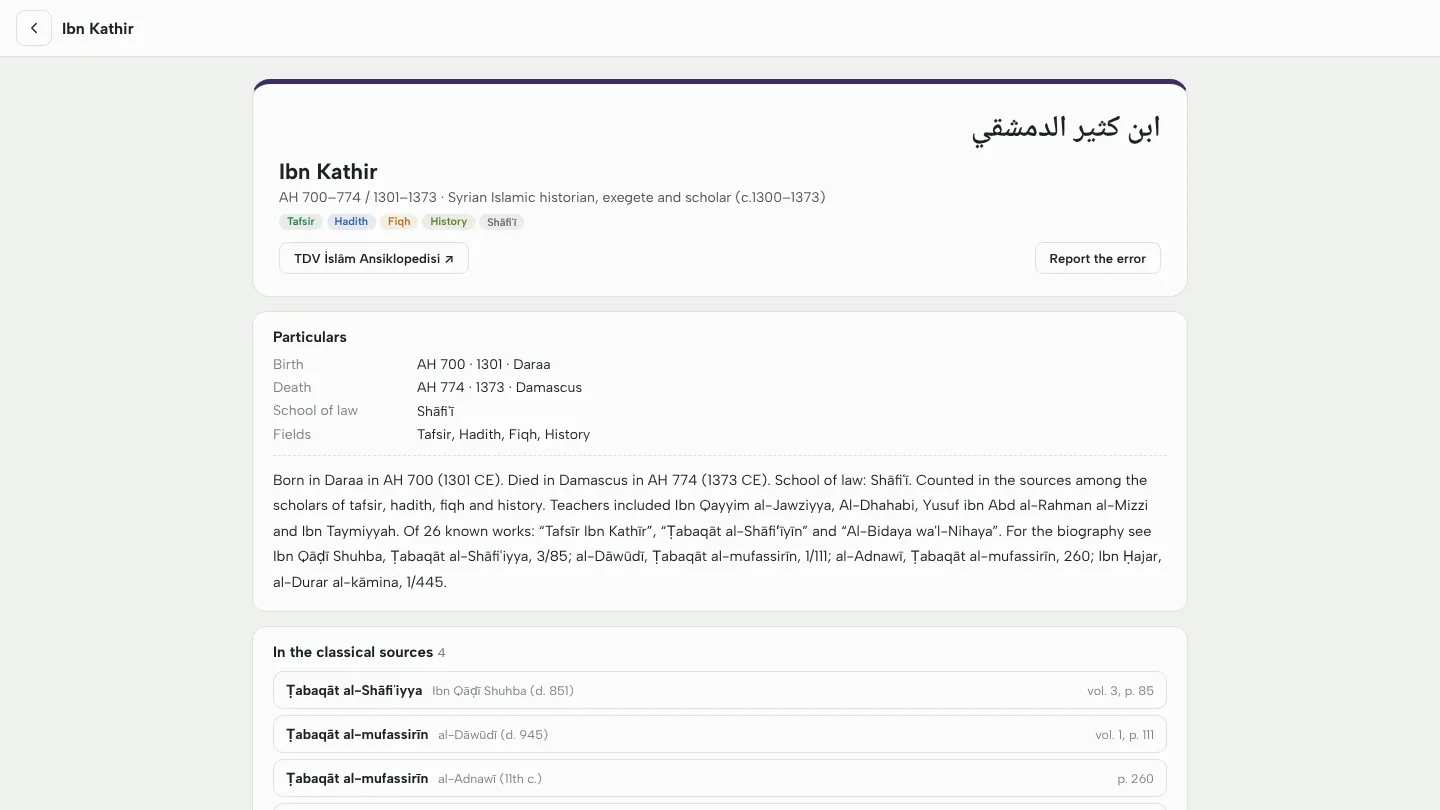 Ibn Kathir
ابن كثير الدمشقي
Ibn Kathir
AH 700–774 / 1301–1373 · Syrian Islamic historian, exegete and scholar (c.1300–1373)
Tafsir Hadith Fiqh History Shāfiʿī
TDV İslâm Ansiklopedisi ↗ Report the error
Particulars
Birth AH 700 · 1301 · Daraa
Death AH 774 · 1373 · Damascus
School of law Shāfiʿī
Fields Tafsir, Hadith, Fiqh, History
Born in Daraa in AH 700 (1301 CE). Died in Damascus in AH 774 (1373 CE). School of law: Shāfiʿī. Counted in the sources among the
scholars of tafsir, hadith, fiqh and history. Teachers included Ibn Qayyim al-Jawziyya, Al-Dhahabi, Yusuf ibn Abd al-Rahman al-Mizzi
and Ibn Taymiyyah. Of 26 known works: “Tafsīr Ibn Kathīr”, “Ṭabaqāt al-Shāfiʿīyīn” and “Al-Bidaya wa'l-Nihaya”. For the biography see
Ibn Qāḍī Shuhba, Ṭabaqāt al-Shāfiʿiyya, 3/85; al-Dāwūdī, Ṭabaqāt al-mufassirīn, 1/111; al-Adnawī, Ṭabaqāt al-mufassirīn, 260; Ibn Ḥajar,
al-Durar al-kāmina, 1/445.
In the classical sources 4
Ṭabaqāt al-Shāfiʿiyya Ibn Qāḍī Shuhba (d. 851) vol. 3, p. 85
Ṭabaqāt al-mufassirīn al-Dāwūdī (d. 945) vol. 1, p. 111
Ṭabaqāt al-mufassirīn al-Adnawī (11th c.) p. 260